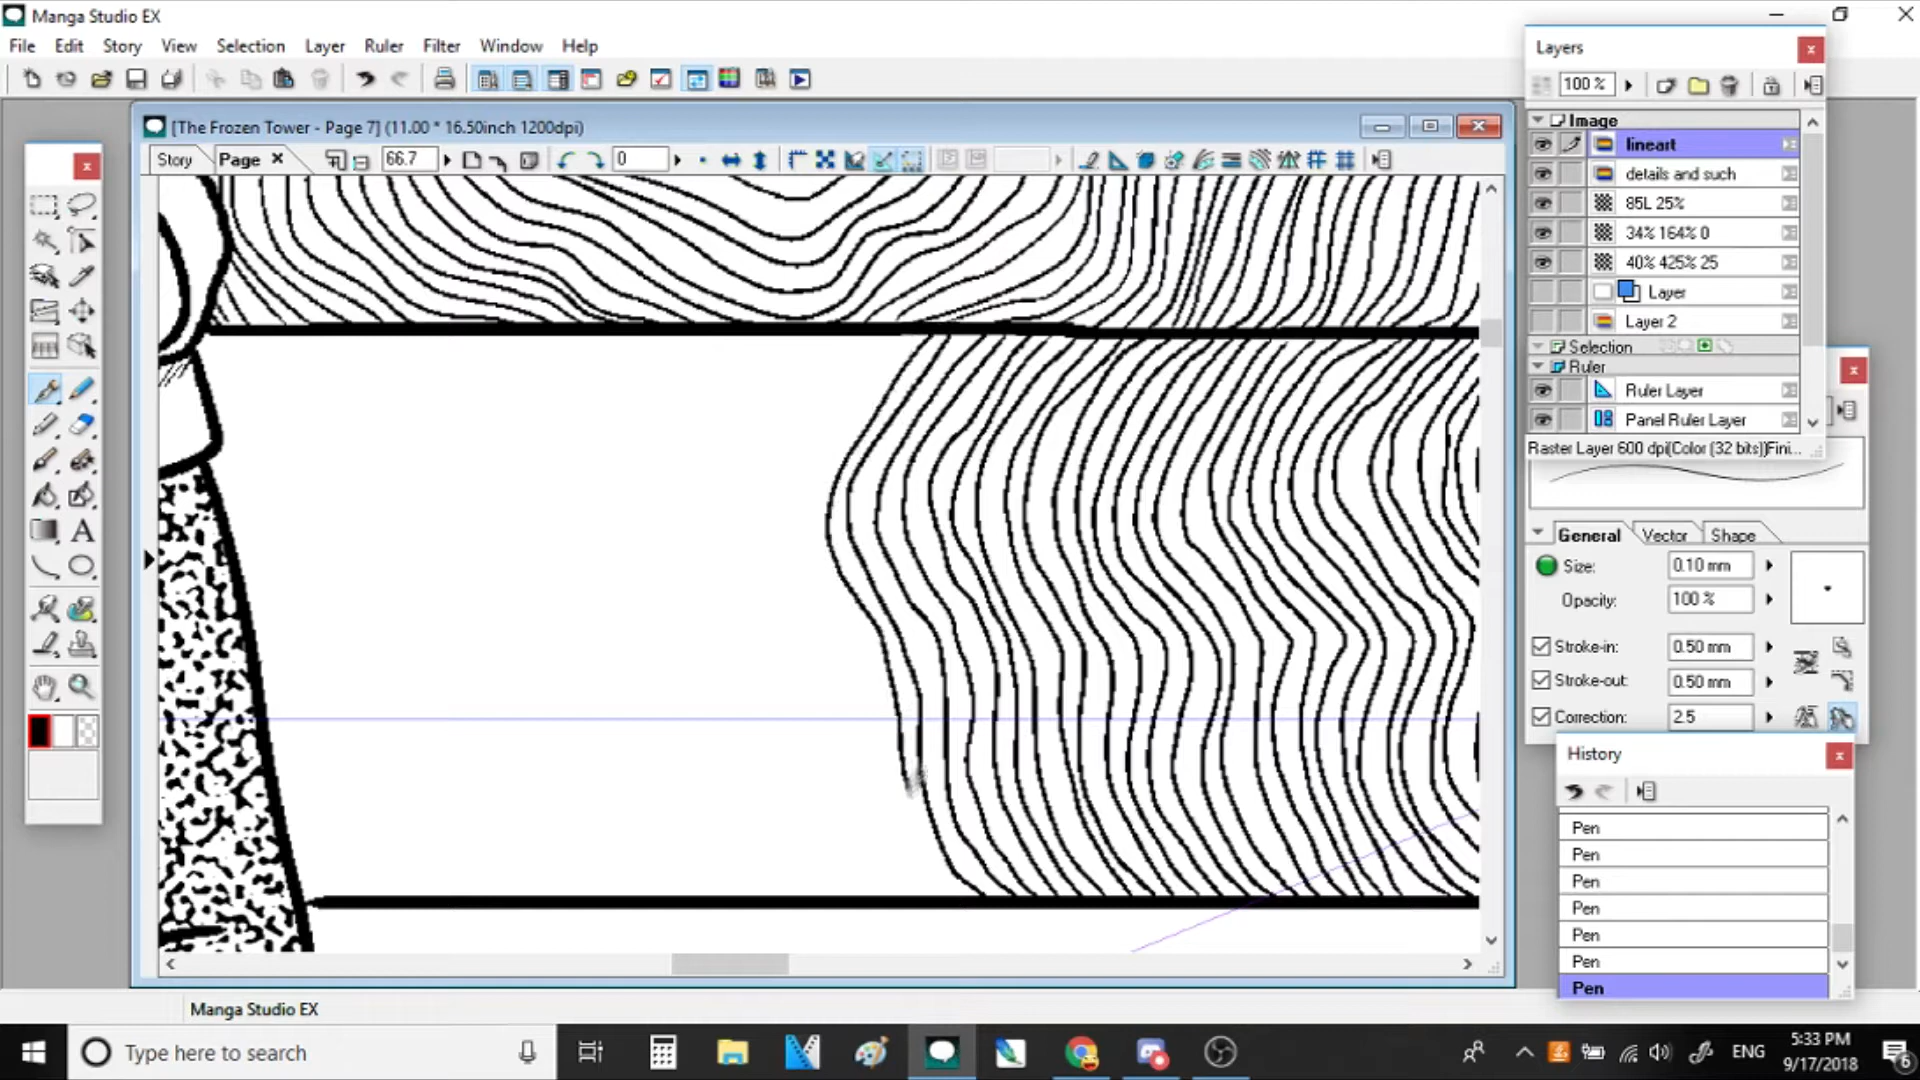 Manga Studio EX
File Edit Story View Selection Layer Ruler Filter Window Help
[The Frozen Tower - Page 7] (11.00 * 16.50inch 1200dpi)
Story Page 66.7 0
Layers
100 %
Image
lineart
details and such
85L 25%
34% 164% 0
40% 425% 25
Layer
Layer 2
Selection
Ruler
Ruler Layer
Panel Ruler Layer
Raster Layer 600 dpi(Color (32 bits))Fini...
General Vector Shape
Size: 0.10 mm
Opacity: 100 %
Stroke-in: 0.50 mm
Stroke-out: 0.50 mm
Correction: 2.5
History
Pen
Pen
Pen
Pen
Pen
Pen
Pen
A
Manga Studio EX
Type here to search
ENG
5:33 PM
9/17/2018
6